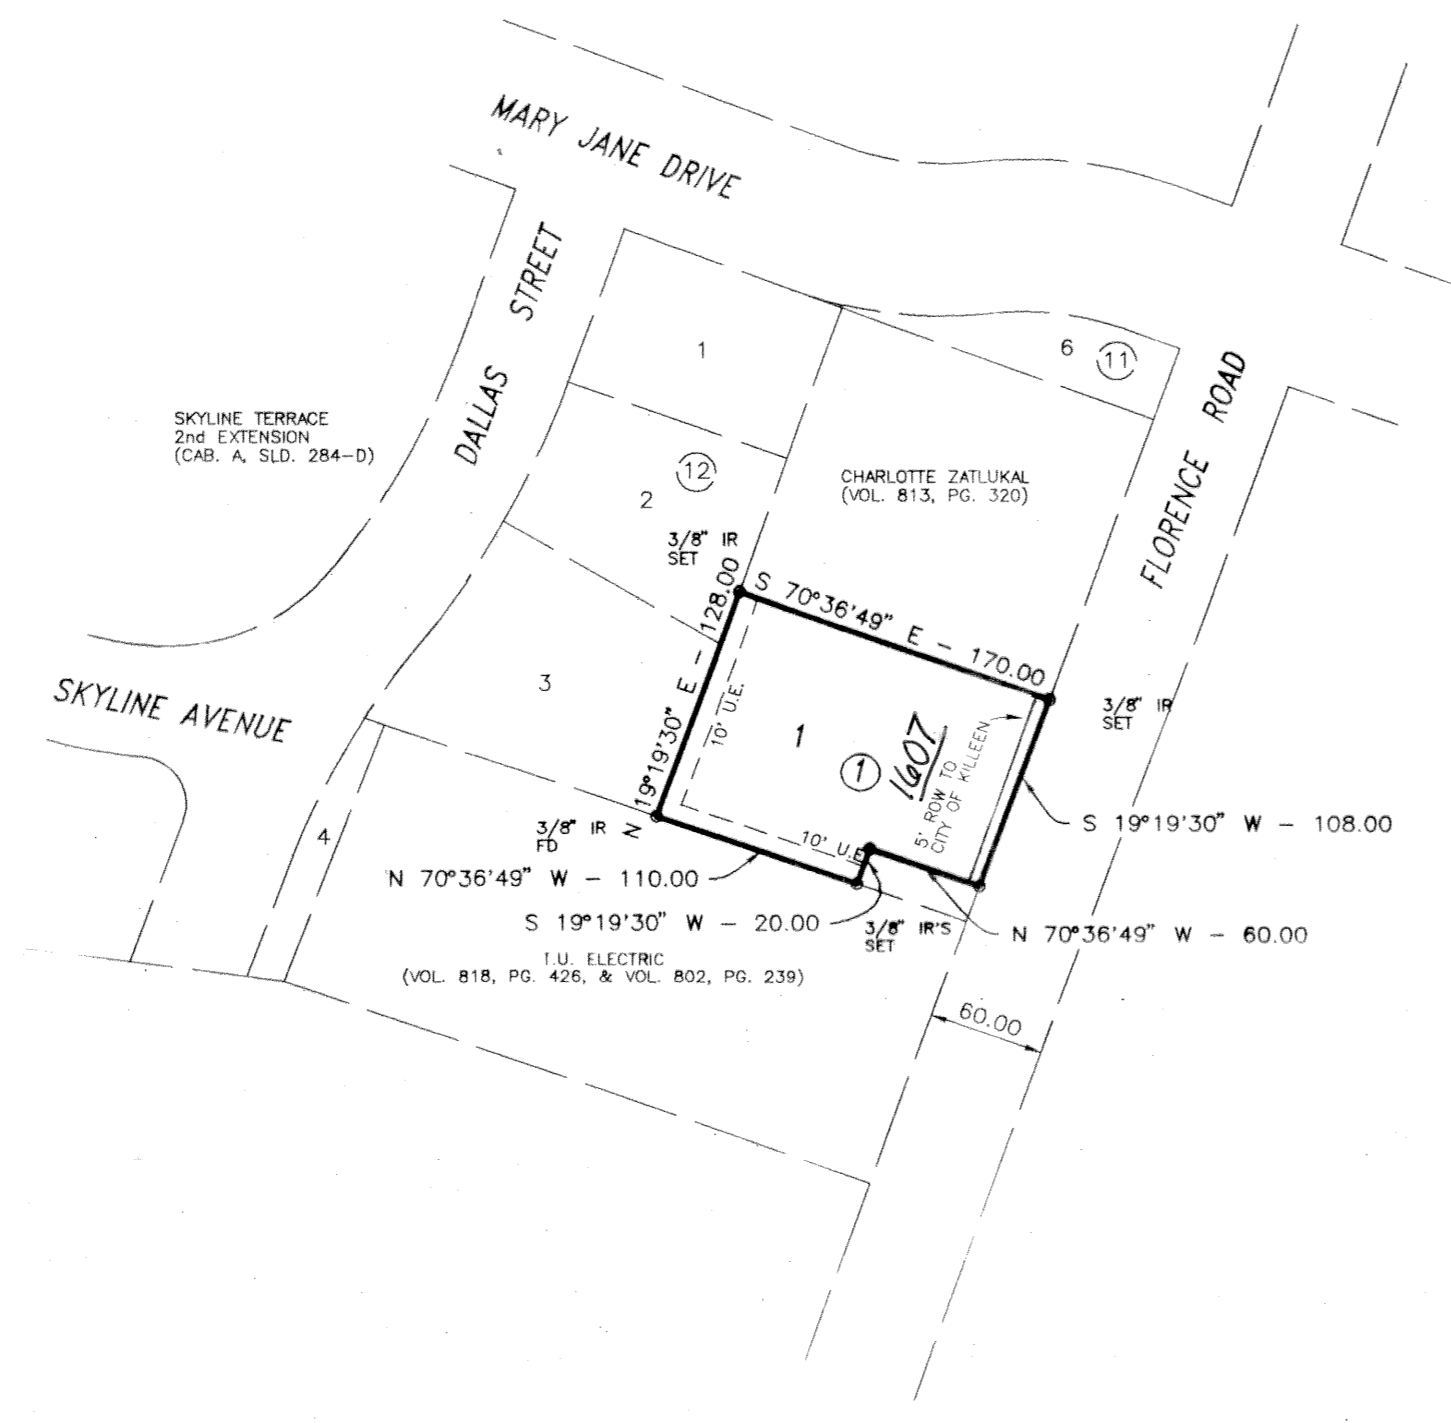 MARY JANE DRIVE
DALLAS STREET
1
6
11
FLORENCE ROAD
SKYLINE TERRACE
2nd EXTENSION
(CAB. A, SLD. 284-D)
12
2
CHARLOTTE ZATLUKAL
(VOL. 813, PG. 320)
3/8" IR
SET
S 70°36'49" E - 170.00
N 19°19'30" E - 128.00
3
SKYLINE AVENUE
10' U.E.
1
1
1607
5' ROW TO
CITY OF KILLEEN
3/8" IR
SET
S 19°19'30" W - 108.00
4
3/8" IR
FD
10' U.E.
N 70°36'49" W - 110.00
S 19°19'30" W - 20.00
3/8" IR'S
SET
N 70°36'49" W - 60.00
T.U. ELECTRIC
(VOL. 818, PG. 426, & VOL. 802, PG. 239)
60.00